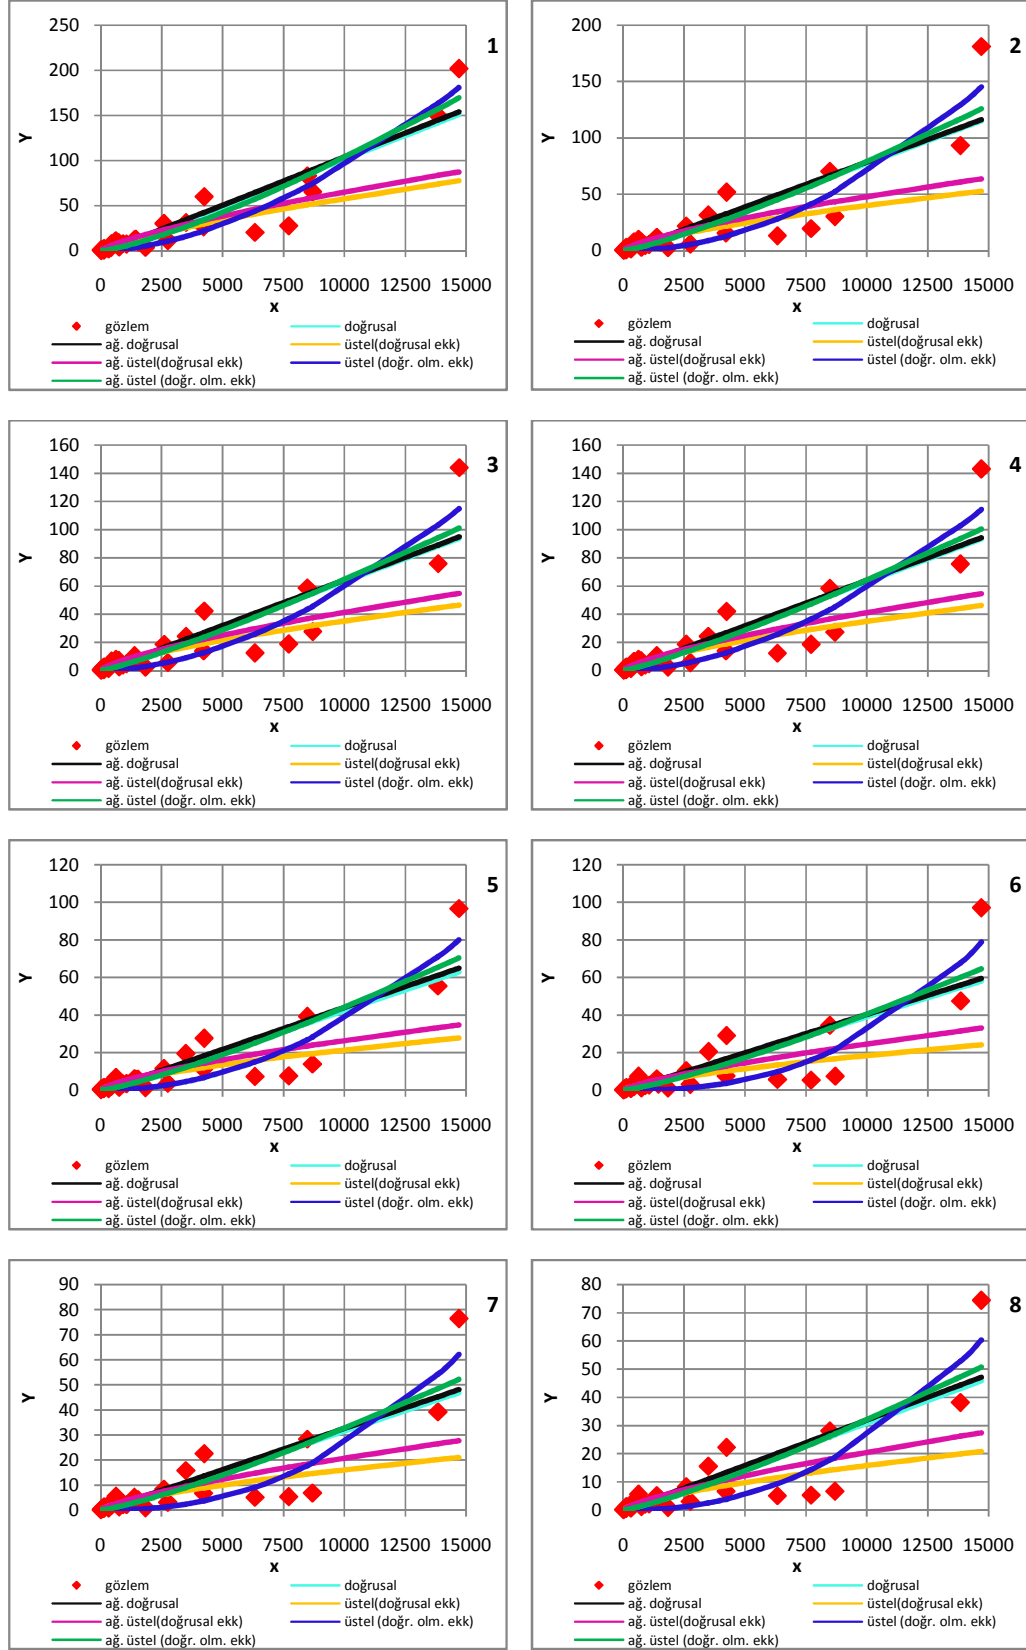 250
200
150
100
50
0
Y
1
0 2500 5000 7500 10000 12500 15000
x
gözlem doğrusal
ağ. doğrusal üstel(doğrusal ekk)
ağ. üstel(doğrusal ekk) üstel (doğr. olm. ekk)
ağ. üstel (doğr. olm. ekk)
200
150
100
50
0
Y
2
0 2500 5000 7500 10000 12500 15000
x
gözlem doğrusal
ağ. doğrusal üstel(doğrusal ekk)
ağ. üstel(doğrusal ekk) üstel (doğr. olm. ekk)
ağ. üstel (doğr. olm. ekk)
160
140
120
100
80
60
40
20
0
Y
3
0 2500 5000 7500 10000 12500 15000
x
gözlem doğrusal
ağ. doğrusal üstel(doğrusal ekk)
ağ. üstel(doğrusal ekk) üstel (doğr. olm. ekk)
ağ. üstel (doğr. olm. ekk)
160
140
120
100
80
60
40
20
0
Y
4
0 2500 5000 7500 10000 12500 15000
x
gözlem doğrusal
ağ. doğrusal üstel(doğrusal ekk)
ağ. üstel(doğrusal ekk) üstel (doğr. olm. ekk)
ağ. üstel (doğr. olm. ekk)
120
100
80
60
40
20
0
Y
5
0 2500 5000 7500 10000 12500 15000
x
gözlem doğrusal
ağ. doğrusal üstel(doğrusal ekk)
ağ. üstel(doğrusal ekk) üstel (doğr. olm. ekk)
ağ. üstel (doğr. olm. ekk)
120
100
80
60
40
20
0
Y
6
0 2500 5000 7500 10000 12500 15000
x
gözlem doğrusal
ağ. doğrusal üstel(doğrusal ekk)
ağ. üstel(doğrusal ekk) üstel (doğr. olm. ekk)
ağ. üstel (doğr. olm. ekk)
90
80
70
60
50
40
30
20
10
0
Y
7
0 2500 5000 7500 10000 12500 15000
x
gözlem doğrusal
ağ. doğrusal üstel(doğrusal ekk)
ağ. üstel(doğrusal ekk) üstel (doğr. olm. ekk)
ağ. üstel (doğr. olm. ekk)
80
70
60
50
40
30
20
10
0
Y
8
0 2500 5000 7500 10000 12500 15000
x
gözlem doğrusal
ağ. doğrusal üstel(doğrusal ekk)
ağ. üstel(doğrusal ekk) üstel (doğr. olm. ekk)
ağ. üstel (doğr. olm. ekk)